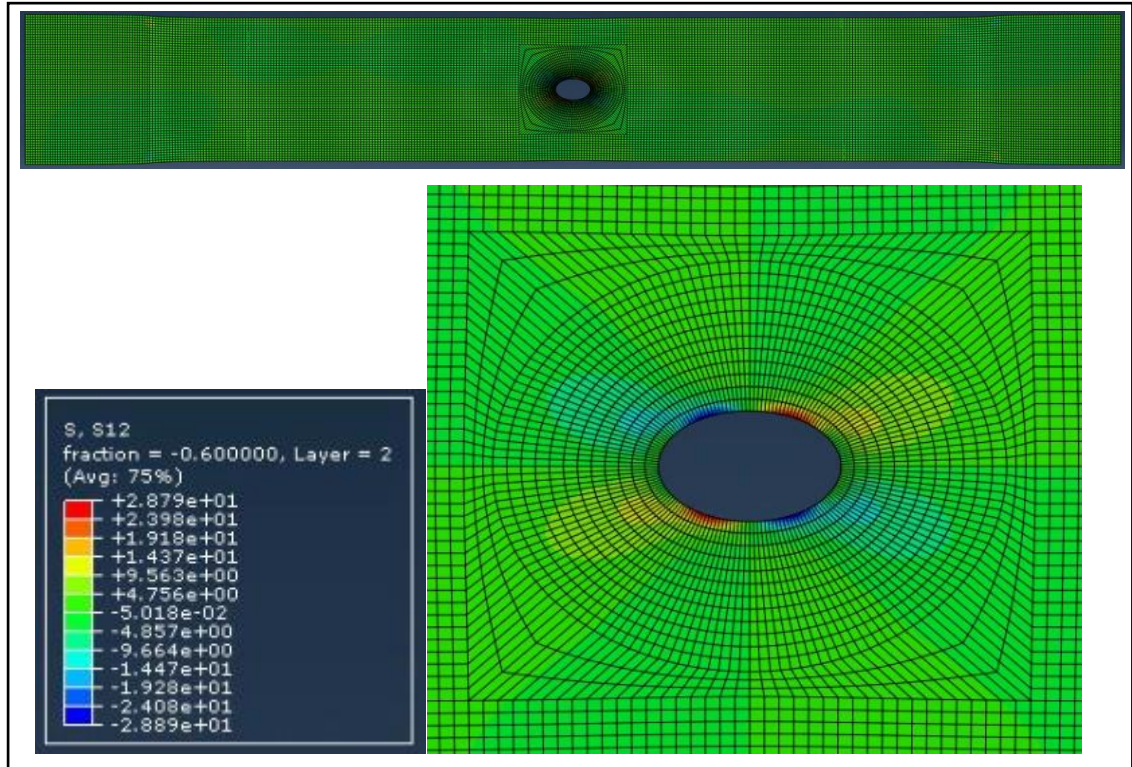 S, S12
fraction = -0.600000, Layer = 2
(Avg: 75%)
+2.879e+01
+2.398e+01
+1.918e+01
+1.437e+01
+9.563e+00
+4.756e+00
-5.018e-02
-4.857e+00
-9.664e+00
-1.447e+01
-1.928e+01
-2.408e+01
-2.889e+01